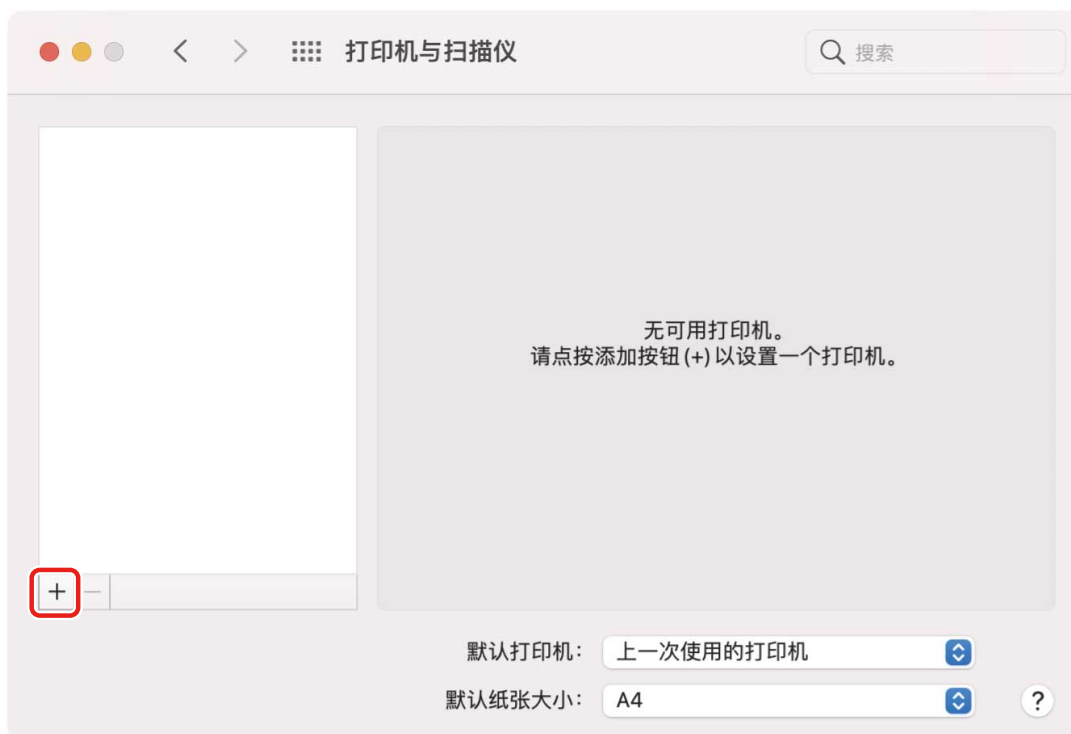 打印机与扫描仪
搜索
无可用打印机。
请点按添加按钮(+)以设置一个打印机。
+ −
默认打印机： 上一次使用的打印机
默认纸张大小： A4
?